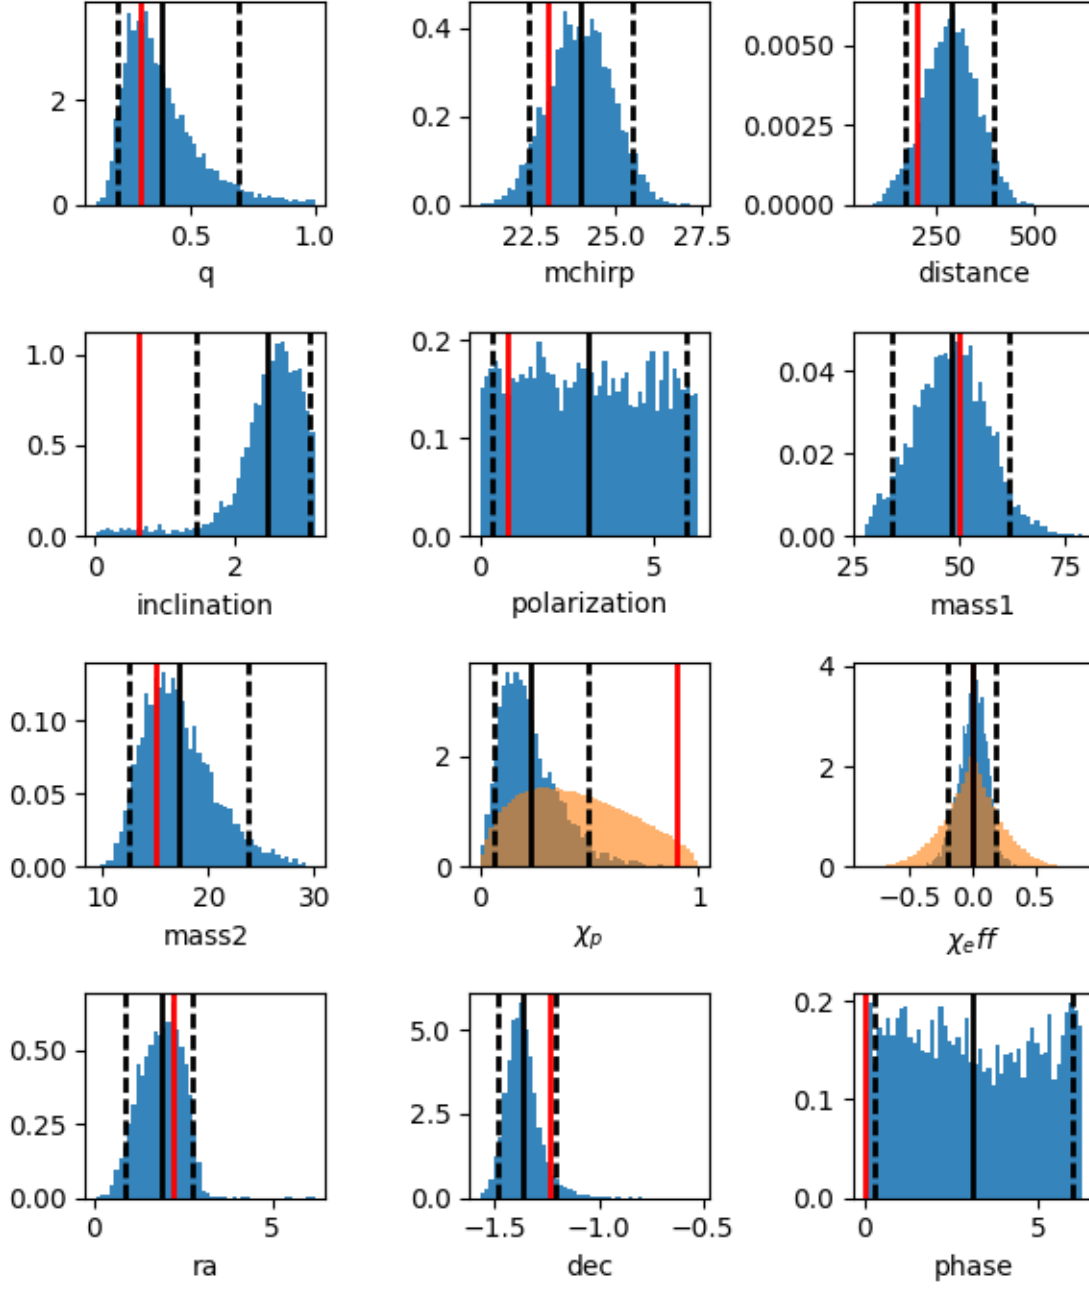 2
0
0.5 1.0
q
0.4
0.2
0.0
22.5 25.0 27.5
mchirp
0.0050
0.0025
0.0000
250 500
distance
1.0
0.5
0.0
0 2
inclination
0.2
0.1
0.0
0 5
polarization
0.04
0.02
0.00
25 50 75
mass1
0.10
0.05
0.00
10 20 30
mass2
2
0
0 1
χₚ
4
2
0
−0.5 0.0 0.5
χₑff
0.50
0.25
0.00
0 5
ra
5.0
2.5
0.0
−1.5 −1.0 −0.5
dec
0.2
0.1
0.0
0 5
phase